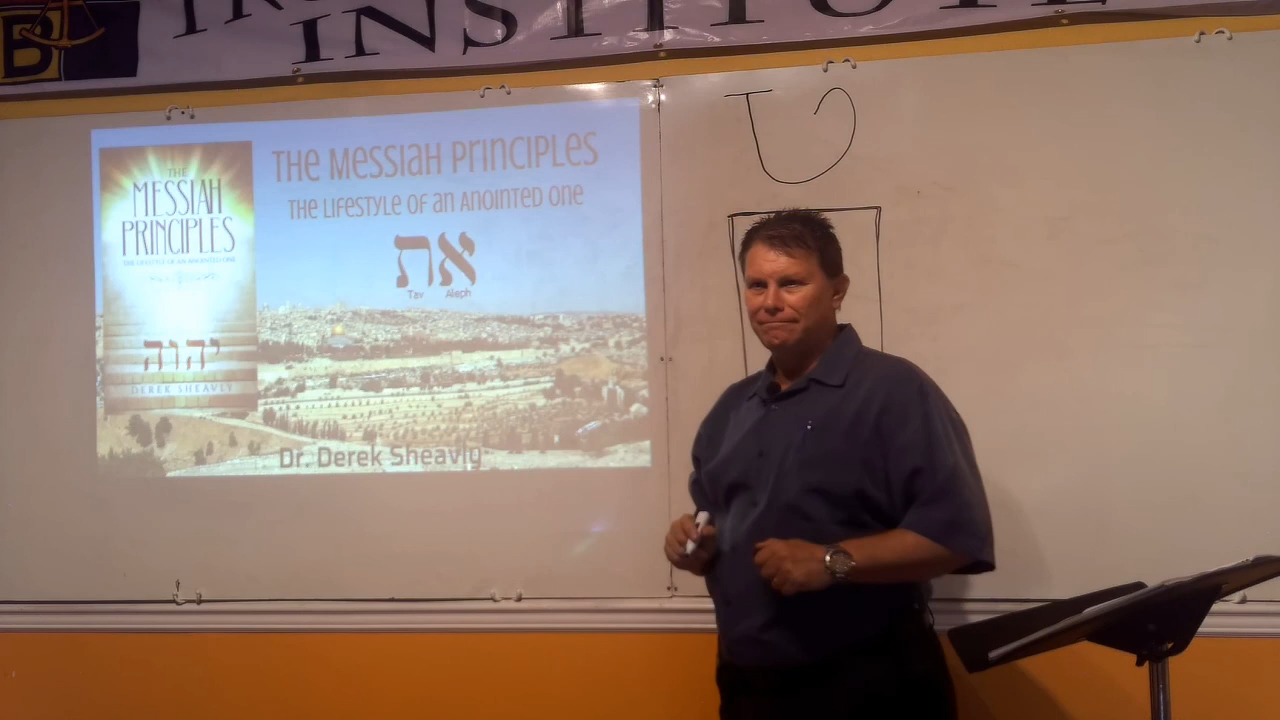 B
INSTITUTE
THE
MESSIAH
PRINCIPLES
THE LIFESTYLE OF AN ANOINTED ONE
יהוה
DEREK SHEAVLY
The Messiah Principles
The Lifestyle of an Anointed One
את
Tav Aleph
Dr. Derek Sheavly
ט